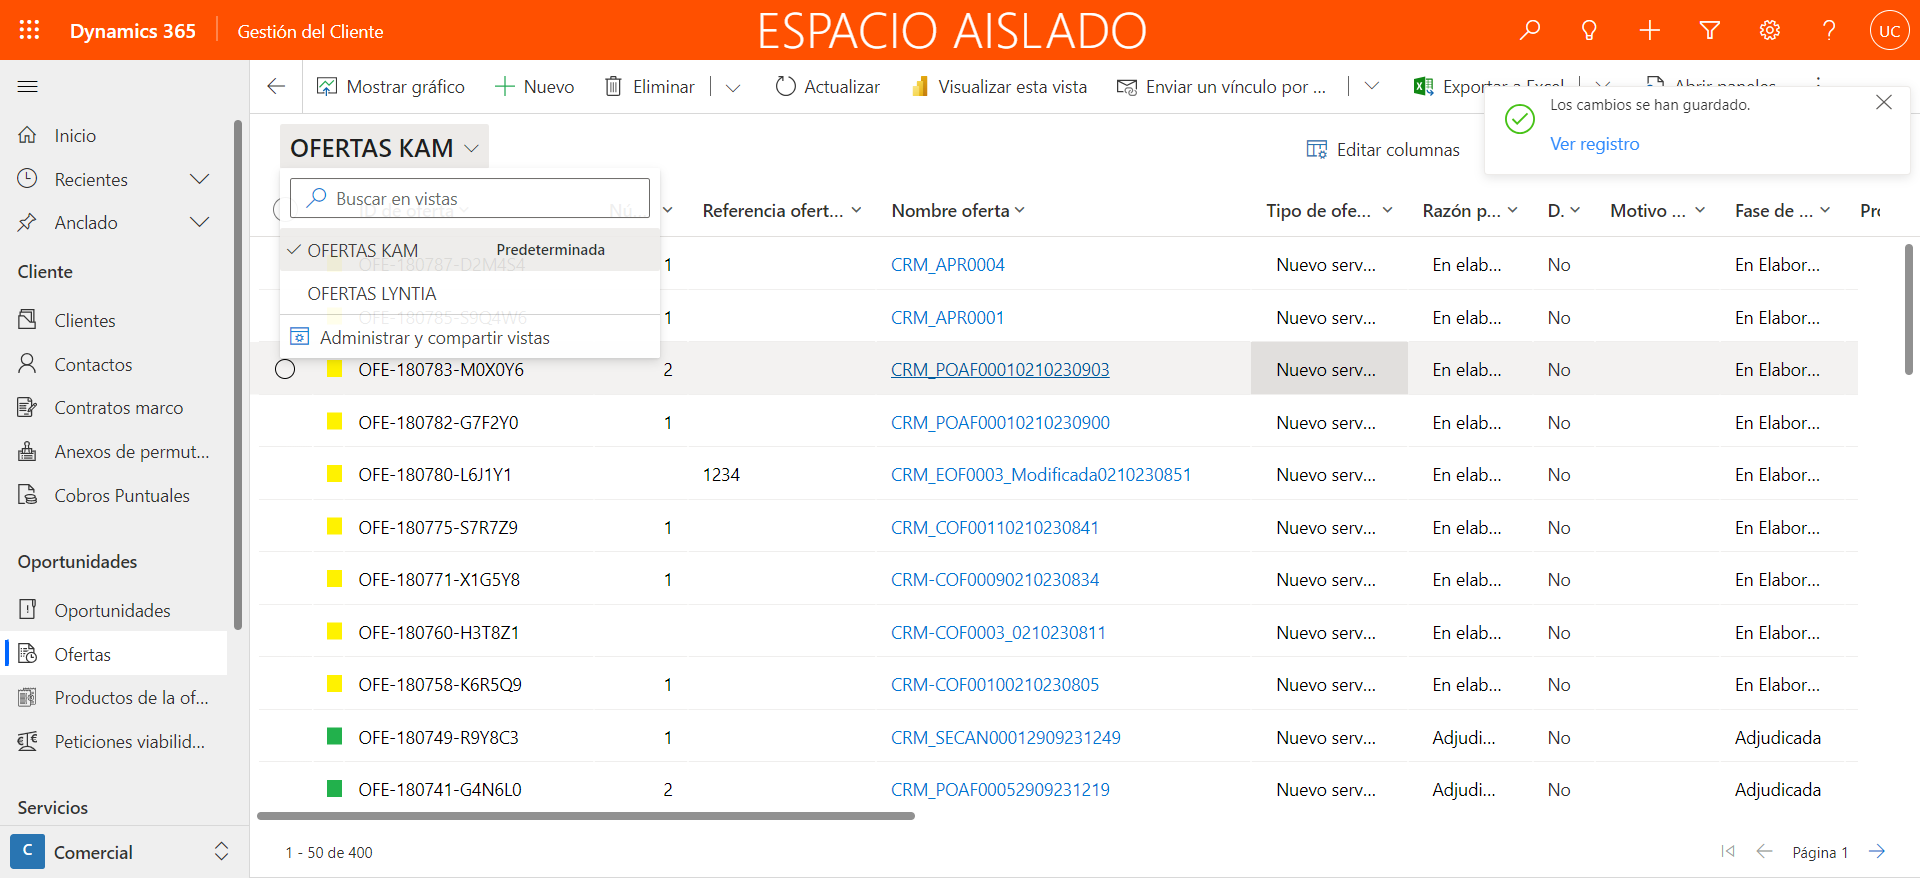 Dynamics 365
Gestión del Cliente
ESPACIO AISLADO
UC
Mostrar gráfico
Nuevo
Eliminar
Actualizar
Visualizar esta vista
Enviar un vínculo por ...
Exportar a Excel
Abrir paneles
Los cambios se han guardado.
Ver registro
Inicio
Recientes
Anclado
Cliente
Clientes
Contactos
Contratos marco
Anexos de permut...
Cobros Puntuales
Oportunidades
Oportunidades
Ofertas
Productos de la of...
Peticiones viabilid...
Servicios
C
Comercial
OFERTAS KAM
Editar columnas
Buscar en vistas
OFERTAS KAM Predeterminada
OFERTAS LYNTIA
Administrar y compartir vistas
ID de oferta Nú... Referencia ofert... Nombre oferta Tipo de ofe... Razón p... D. Motivo ... Fase de ...
OFE-180787-D2M4S4 1 CRM_APR0004 Nuevo serv... En elab... No En Elabor...
OFE-180785-S9Q4W6 1 CRM_APR0001 Nuevo serv... En elab... No En Elabor...
OFE-180783-M0X0Y6 2 CRM_POAF00010210230903 Nuevo serv... En elab... No En Elabor...
OFE-180782-G7F2Y0 1 CRM_POAF00010210230900 Nuevo serv... En elab... No En Elabor...
OFE-180780-L6J1Y1 1234 CRM_EOF0003_Modificada0210230851 Nuevo serv... En elab... No En Elabor...
OFE-180775-S7R7Z9 1 CRM_COF00110210230841 Nuevo serv... En elab... No En Elabor...
OFE-180771-X1G5Y8 1 CRM-COF00090210230834 Nuevo serv... En elab... No En Elabor...
OFE-180760-H3T8Z1 CRM-COF0003_0210230811 Nuevo serv... En elab... No En Elabor...
OFE-180758-K6R5Q9 1 CRM-COF00100210230805 Nuevo serv... En elab... No En Elabor...
OFE-180749-R9Y8C3 1 CRM_SECAN00012909231249 Nuevo serv... Adjudi... No Adjudicada
OFE-180741-G4N6L0 2 CRM_POAF00052909231219 Nuevo serv... Adjudi... No Adjudicada
1 - 50 de 400
Página 1